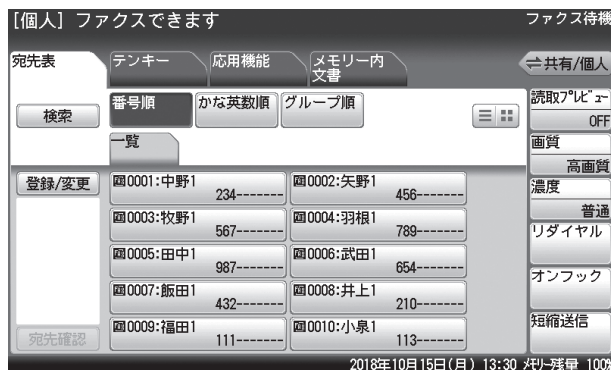 [個人] ファクスできます
ファクス待機
宛先表
テンキー
応用機能
メモリー内
文書
⇌共有/個人
検索
番号順
かな英数順
グループ順
読取プレビュー
OFF
一覧
画質
高画質
登録/変更
0001:中野1
234-------
0002:矢野1
456-------
濃度
普通
0003:牧野1
567-------
0004:羽根1
789-------
リダイヤル
0005:田中1
987-------
0006:武田1
654-------
オンフック
0007:飯田1
432-------
0008:井上1
210-------
短縮送信
宛先確認
0009:福田1
111-------
0010:小泉1
113-------
2018年10月15日(月) 13:30 メモリー残量 100%